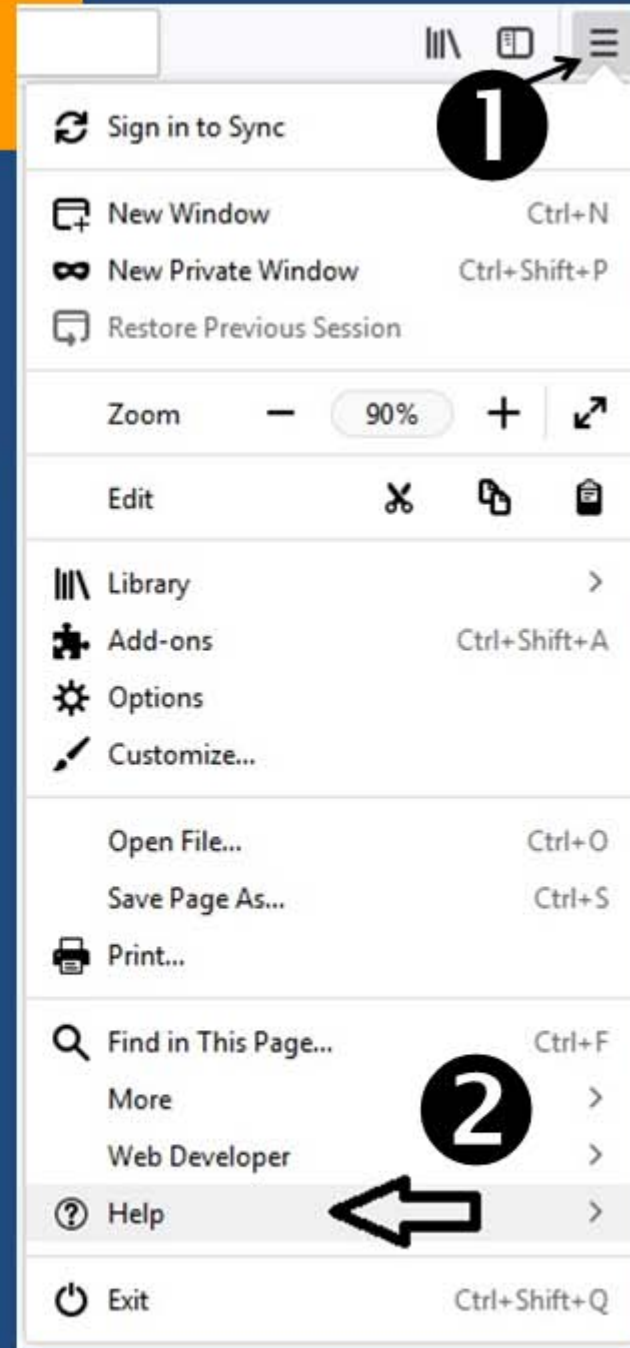 1
Sign in to Sync
New Window Ctrl+N
New Private Window Ctrl+Shift+P
Restore Previous Session
Zoom − 90% +
Edit
Library >
Add-ons Ctrl+Shift+A
Options
Customize...
Open File... Ctrl+O
Save Page As... Ctrl+S
Print...
Find in This Page... Ctrl+F
More >
2
Web Developer >
Help >
Exit Ctrl+Shift+Q